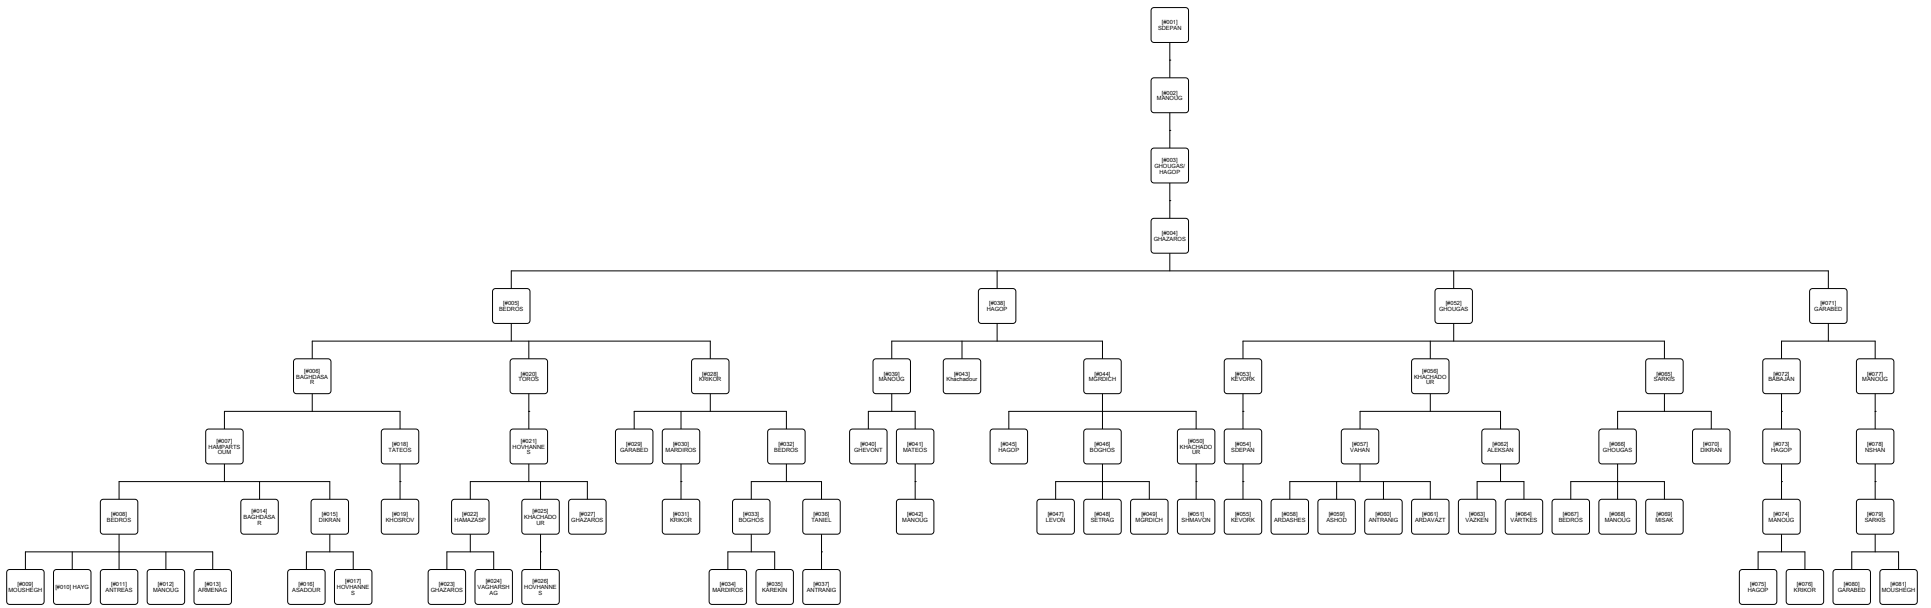 [#001]
SDEPAN
[#002]
MANOUG
[#003]
GHOUGAS/
HAGOP
[#004]
GHAZAROS
[#005]
BEDROS
[#038]
HAGOP
[#052]
GHOUGAS
[#071]
GARABED
[#006]
BAGHDASA
R
[#020]
TOROS
[#028]
KRIKOR
[#039]
MANOUG
[#043]
Khachadour
[#044]
MGRDICH
[#053]
KEVORK
[#056]
KHACHADO
UR
[#065]
SARKIS
[#072]
BABAJAN
[#077]
MANOUG
[#007]
HAMPARTS
OUM
[#018]
TATEOS
[#021]
HOVHANNE
S
[#029]
GARABED
[#030]
MARDIROS
[#032]
BEDROS
[#040]
GHEVONT
[#041]
MATEOS
[#045]
HAGOP
[#046]
BOGHOS
[#050]
KHACHADO
UR
[#054]
SDEPAN
[#057]
VAHAN
[#062]
ALEKSAN
[#066]
GHOUGAS
[#070]
DIKRAN
[#073]
HAGOP
[#078]
NSHAN
[#008]
BEDROS
[#014]
BAGHDASA
R
[#015]
DIKRAN
[#019]
KHOSROV
[#022]
HAMAZASP
[#025]
KHACHADO
UR
[#027]
GHAZAROS
[#031]
KRIKOR
[#033]
BOGHOS
[#036]
TANIEL
[#042]
MANOUG
[#047]
LEVON
[#048]
SETRAG
[#049]
MGRDICH
[#051]
SHMAVON
[#055]
KEVORK
[#058]
ARDASHES
[#059]
ASHOD
[#060]
ANTRANIG
[#061]
ARDAVAZT
[#063]
VAZKEN
[#064]
VARTKES
[#067]
BEDROS
[#068]
MANOUG
[#069]
MISAK
[#074]
MANOUG
[#079]
SARKIS
[#009]
MOUSHEGH
[#010] HAYG
[#011]
ANTREAS
[#012]
MANOUG
[#013]
ARMENAG
[#016]
ASADOUR
[#017]
HOVHANNE
S
[#023]
GHAZAROS
[#024]
VAGHARSH
AG
[#026]
HOVHANNE
S
[#034]
MARDIROS
[#035]
KAREKIN
[#037]
ANTRANIG
[#075]
HAGOP
[#076]
KRIKOR
[#080]
GARABED
[#081]
MOUSHEGH